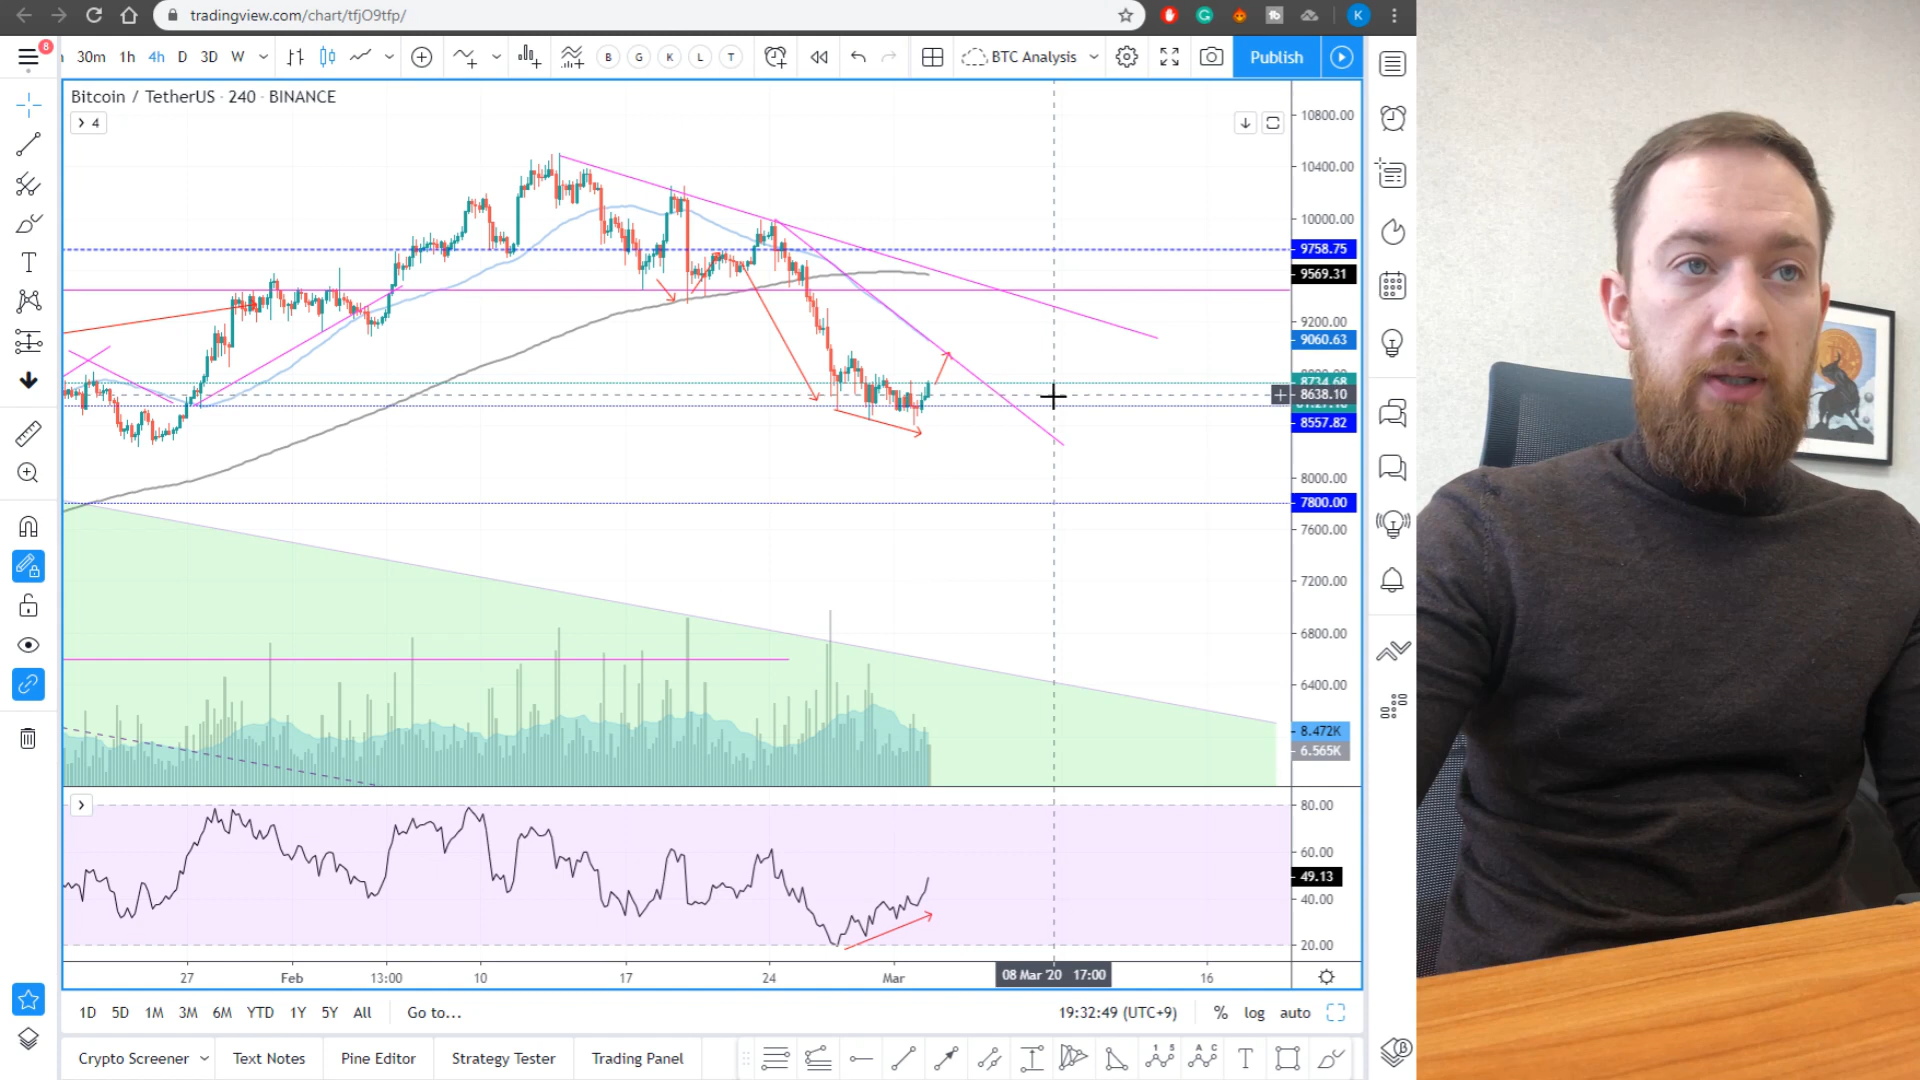 tradingview.com/chart/tfjO9tfp/
K
8
30m 1h 4h D 3D W
B G K L T
BTC Analysis
Publish
Bitcoin / TetherUS · 240 · BINANCE
4
10800.00
10400.00
10000.00
9758.75
9569.31
9200.00
9060.63
8734.68
8638.10
8557.82
8000.00
7800.00
7600.00
7200.00
6800.00
6400.00
8.472K
6.565K
80.00
60.00
49.13
40.00
20.00
27 Feb 13:00 10 17 24 Mar 08 Mar '20 17:00 16
1D 5D 1M 3M 6M YTD 1Y 5Y All Go to...
19:32:49 (UTC+9) % log auto
Crypto Screener Text Notes Pine Editor Strategy Tester Trading Panel